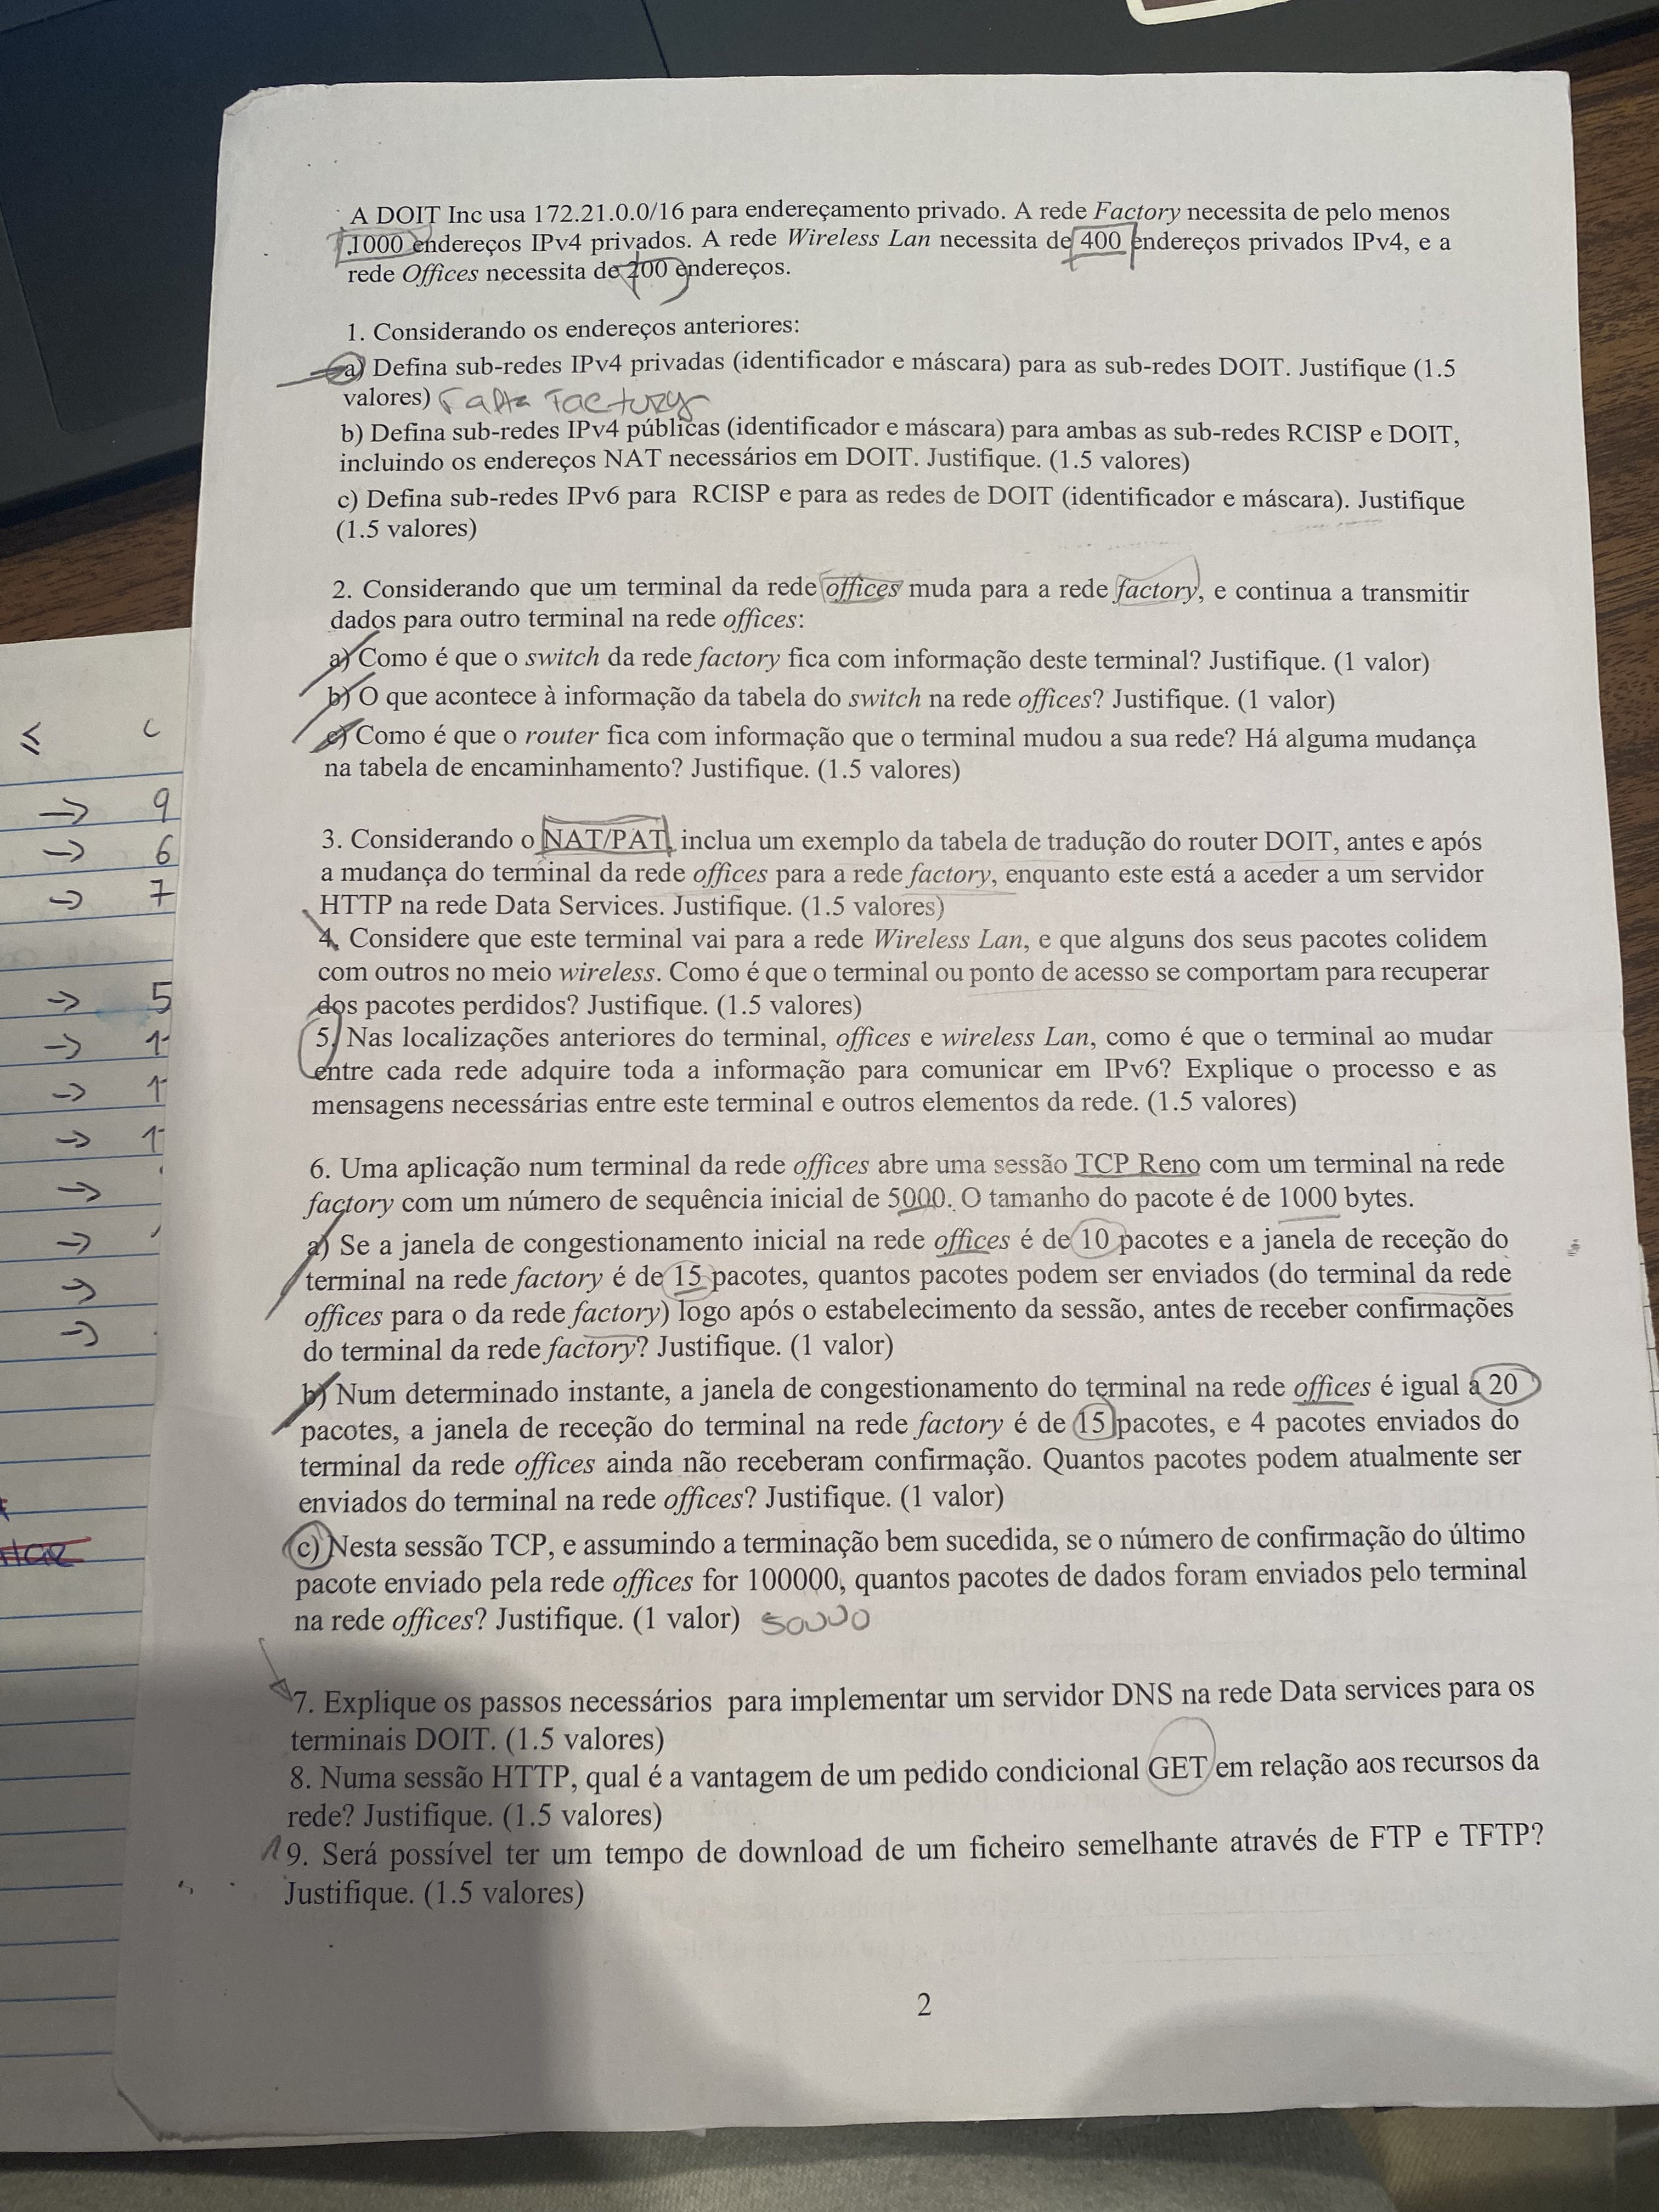 A DOIT Inc usa 172.21.0.0/16 para endereçamento privado. A rede Factory necessita de pelo menos
1000 endereços IPv4 privados. A rede Wireless Lan necessita de 400 endereços privados IPv4, e a
rede Offices necessita de 200 endereços.
1. Considerando os endereços anteriores:
a) Defina sub-redes IPv4 privadas (identificador e máscara) para as sub-redes DOIT. Justifique (1.5
valores) Falta Factory
b) Defina sub-redes IPv4 públicas (identificador e máscara) para ambas as sub-redes RCISP e DOIT,
incluindo os endereços NAT necessários em DOIT. Justifique. (1.5 valores)
c) Defina sub-redes IPv6 para RCISP e para as redes de DOIT (identificador e máscara). Justifique
(1.5 valores)
2. Considerando que um terminal da rede offices muda para a rede factory, e continua a transmitir
dados para outro terminal na rede offices:
a) Como é que o switch da rede factory fica com informação deste terminal? Justifique. (1 valor)
b) O que acontece à informação da tabela do switch na rede offices? Justifique. (1 valor)
≤ c
c) Como é que o router fica com informação que o terminal mudou a sua rede? Há alguma mudança
na tabela de encaminhamento? Justifique. (1.5 valores)
→ 9
→ 6
→ 7
3. Considerando o NAT/PAT, inclua um exemplo da tabela de tradução do router DOIT, antes e após
a mudança do terminal da rede offices para a rede factory, enquanto este está a aceder a um servidor
HTTP na rede Data Services. Justifique. (1.5 valores)
4. Considere que este terminal vai para a rede Wireless Lan, e que alguns dos seus pacotes colidem
com outros no meio wireless. Como é que o terminal ou ponto de acesso se comportam para recuperar
dos pacotes perdidos? Justifique. (1.5 valores)
→ 5
→ 1
→ 1
→ 1
→
→
→
→
5. Nas localizações anteriores do terminal, offices e wireless Lan, como é que o terminal ao mudar
entre cada rede adquire toda a informação para comunicar em IPv6? Explique o processo e as
mensagens necessárias entre este terminal e outros elementos da rede. (1.5 valores)
6. Uma aplicação num terminal da rede offices abre uma sessão TCP Reno com um terminal na rede
factory com um número de sequência inicial de 5000. O tamanho do pacote é de 1000 bytes.
a) Se a janela de congestionamento inicial na rede offices é de 10 pacotes e a janela de receção do
terminal na rede factory é de 15 pacotes, quantos pacotes podem ser enviados (do terminal da rede
offices para o da rede factory) logo após o estabelecimento da sessão, antes de receber confirmações
do terminal da rede factory? Justifique. (1 valor)
b) Num determinado instante, a janela de congestionamento do terminal na rede offices é igual a 20
pacotes, a janela de receção do terminal na rede factory é de 15 pacotes, e 4 pacotes enviados do
terminal da rede offices ainda não receberam confirmação. Quantos pacotes podem atualmente ser
enviados do terminal na rede offices? Justifique. (1 valor)
c) Nesta sessão TCP, e assumindo a terminação bem sucedida, se o número de confirmação do último
pacote enviado pela rede offices for 100000, quantos pacotes de dados foram enviados pelo terminal
na rede offices? Justifique. (1 valor) 50000
7. Explique os passos necessários para implementar um servidor DNS na rede Data services para os
terminais DOIT. (1.5 valores)
8. Numa sessão HTTP, qual é a vantagem de um pedido condicional GET em relação aos recursos da
rede? Justifique. (1.5 valores)
9. Será possível ter um tempo de download de um ficheiro semelhante através de FTP e TFTP?
Justifique. (1.5 valores)
2